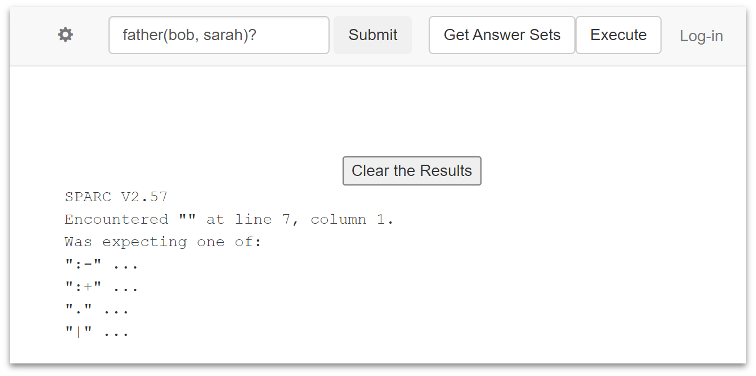 father(bob, sarah)? Submit Get Answer Sets Execute Log-in
Clear the Results
SPARC V2.57
Encountered "" at line 7, column 1.
Was expecting one of:
":-" ...
":+" ...
"." ...
"|" ...